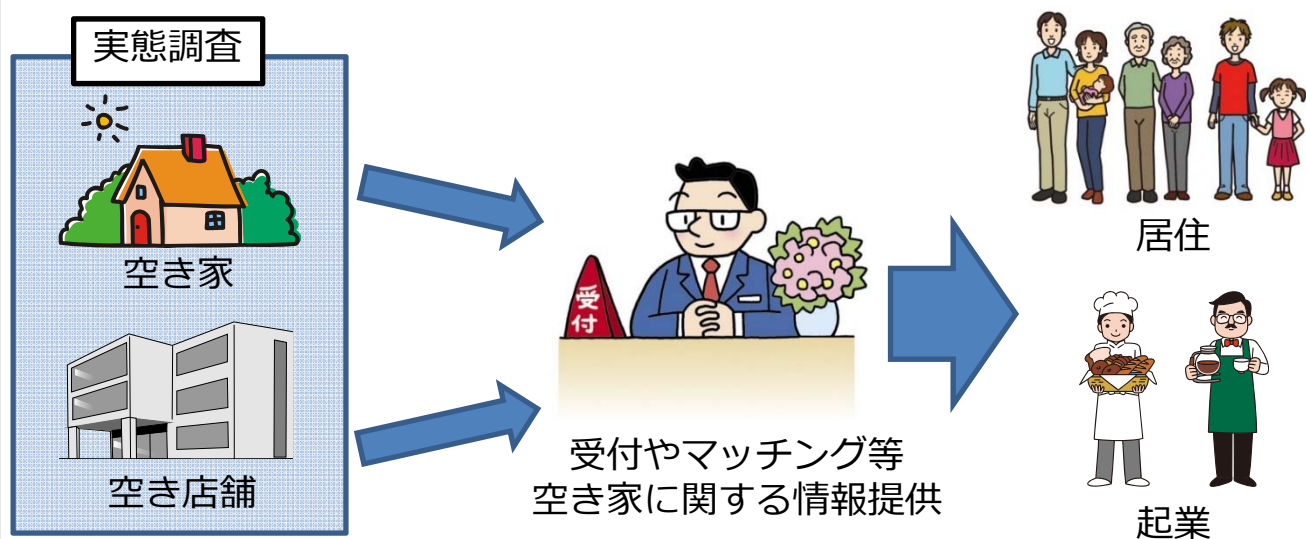 実態調査
空き家
空き店舗
受付
受付やマッチング等
空き家に関する情報提供
居住
起業